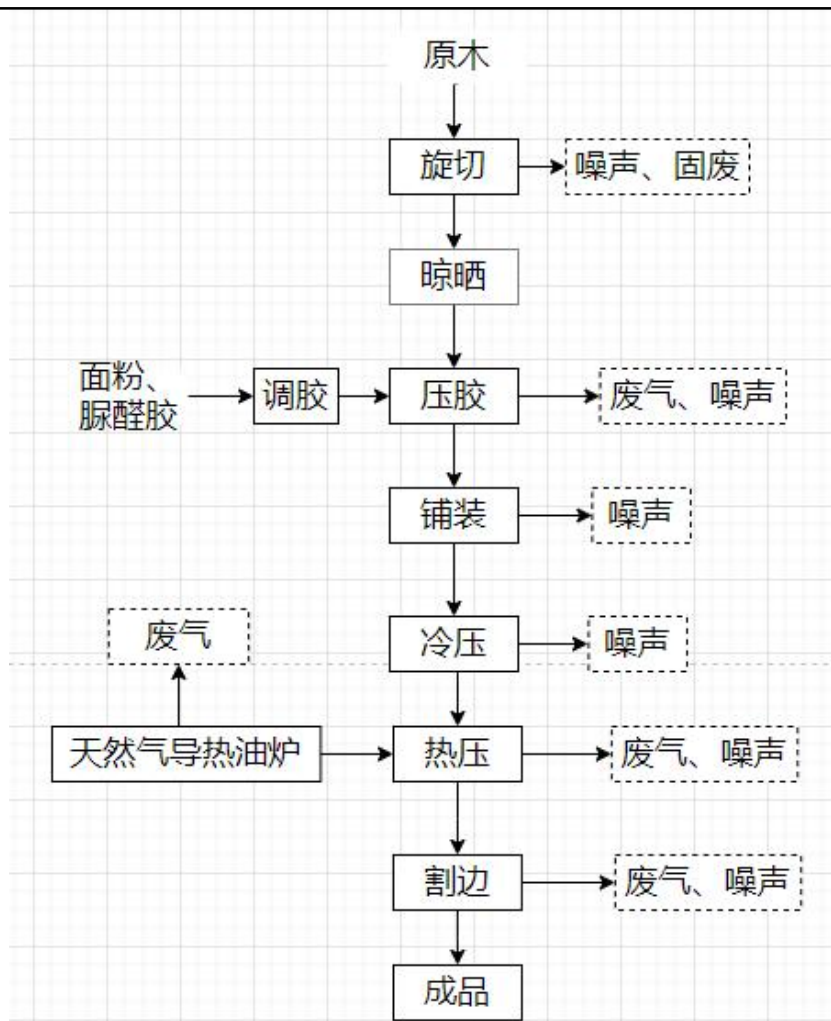 原木
旋切
噪声、固废
晾晒
面粉、
脲醛胶
调胶
压胶
废气、噪声
铺装
噪声
废气
冷压
噪声
天然气导热油炉
热压
废气、噪声
割边
废气、噪声
成品